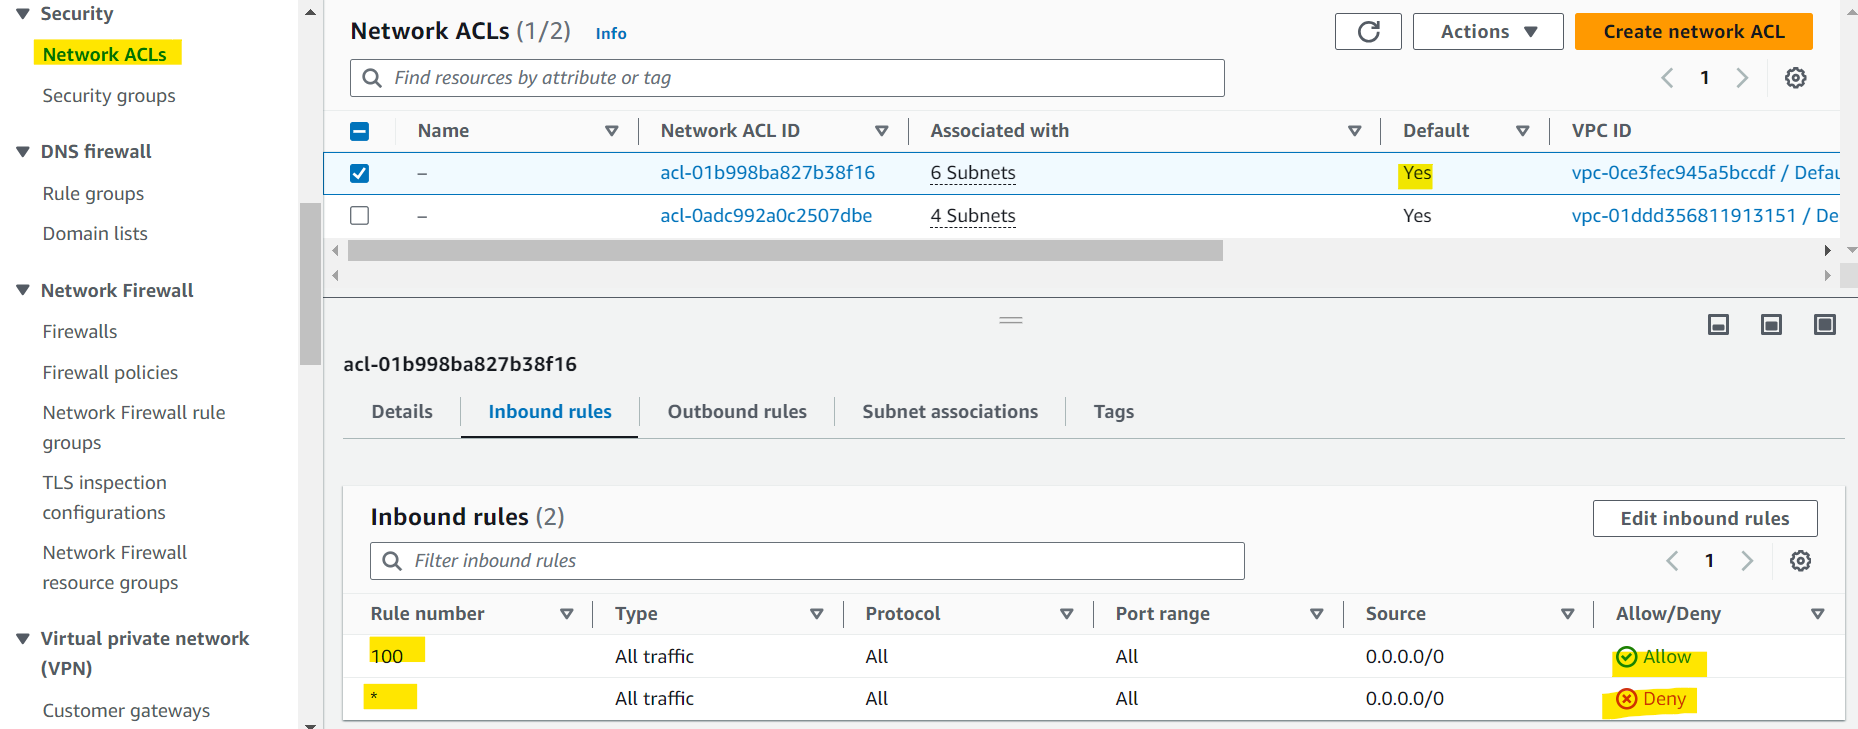 Security
Network ACLs
Security groups
DNS firewall
Rule groups
Domain lists
Network Firewall
Firewalls
Firewall policies
Network Firewall rule
groups
TLS inspection
configurations
Network Firewall
resource groups
Virtual private network
(VPN)
Customer gateways
Network ACLs (1/2) Info
Actions
Create network ACL
Find resources by attribute or tag
1
Name Network ACL ID Associated with Default VPC ID
– acl-01b998ba827b38f16 6 Subnets Yes vpc-0ce3fec945a5bccdf / Defau
– acl-0adc992a0c2507dbe 4 Subnets Yes vpc-01ddd356811913151 / De
acl-01b998ba827b38f16
Details Inbound rules Outbound rules Subnet associations Tags
Inbound rules (2)
Edit inbound rules
Filter inbound rules
1
Rule number Type Protocol Port range Source Allow/Deny
100 All traffic All All 0.0.0.0/0 Allow
* All traffic All All 0.0.0.0/0 Deny